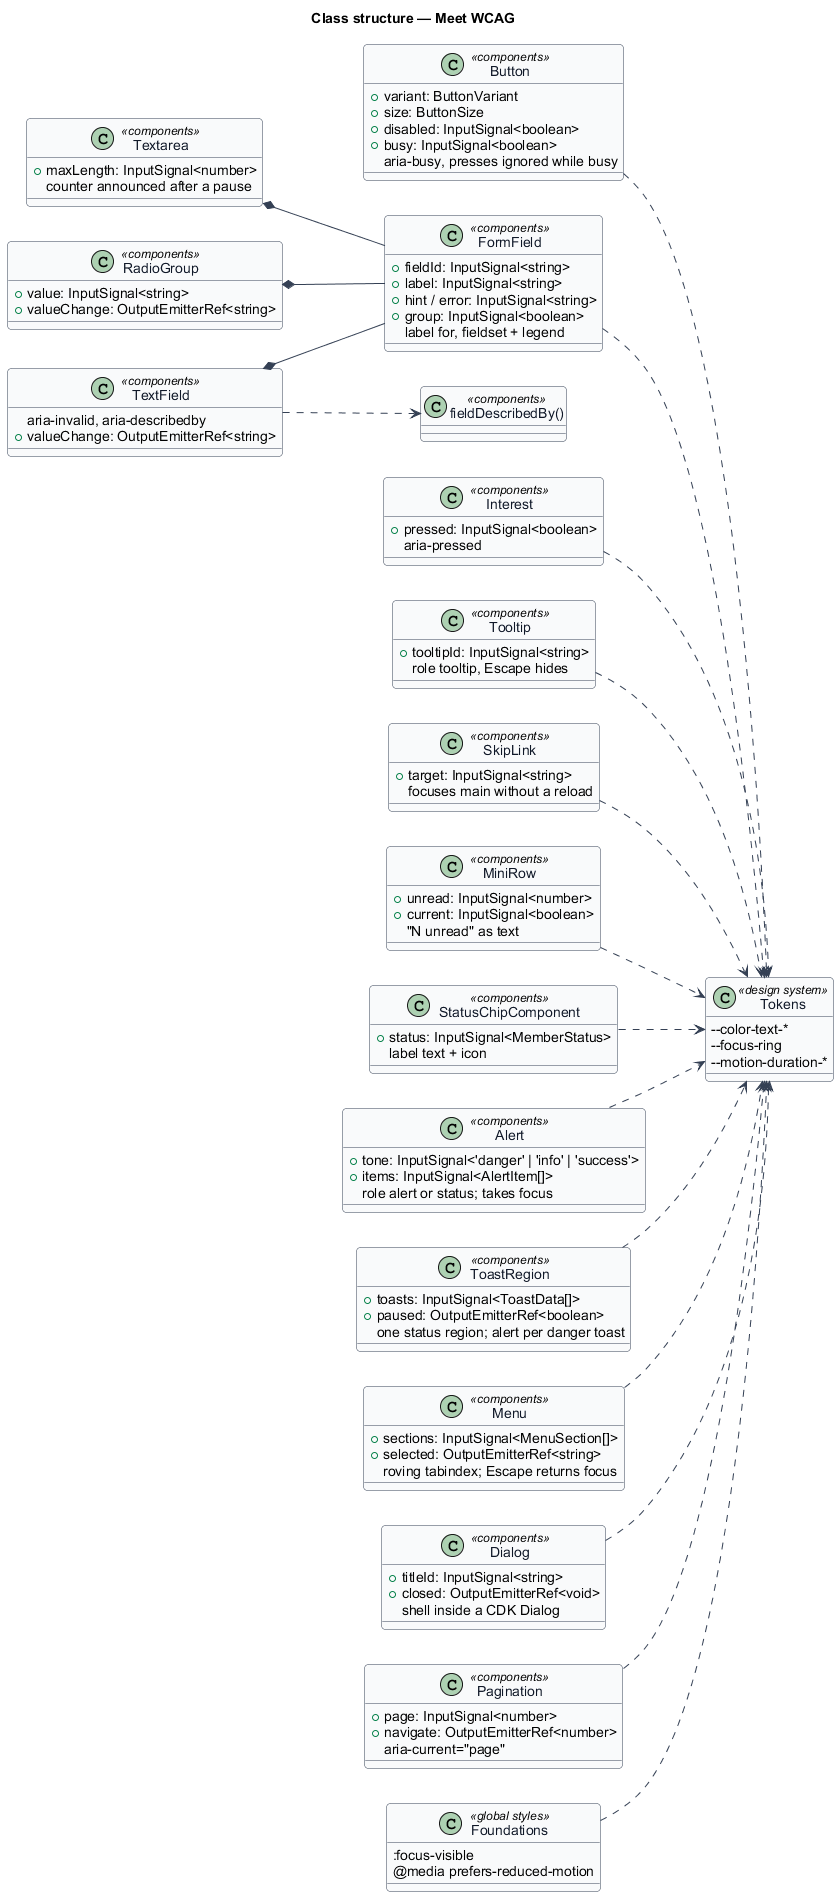 Class structure — Meet WCAG
«components»
Button
variant: ButtonVariant
size: ButtonSize
disabled: InputSignal<boolean>
busy: InputSignal<boolean>
aria-busy, presses ignored while busy
«components»
Textarea
maxLength: InputSignal<number>
counter announced after a pause
«components»
FormField
fieldId: InputSignal<string>
label: InputSignal<string>
hint / error: InputSignal<string>
group: InputSignal<boolean>
label for, fieldset + legend
«components»
RadioGroup
value: InputSignal<string>
valueChange: OutputEmitterRef<string>
«components»
TextField
aria-invalid, aria-describedby
valueChange: OutputEmitterRef<string>
«components»
fieldDescribedBy()
«components»
Interest
pressed: InputSignal<boolean>
aria-pressed
«components»
Tooltip
tooltipId: InputSignal<string>
role tooltip, Escape hides
«components»
SkipLink
target: InputSignal<string>
focuses main without a reload
«components»
MiniRow
unread: InputSignal<number>
current: InputSignal<boolean>
"N unread" as text
«design system»
Tokens
--color-text-*
--focus-ring
--motion-duration-*
«components»
StatusChipComponent
status: InputSignal<MemberStatus>
label text + icon
«components»
Alert
tone: InputSignal<'danger' | 'info' | 'success'>
items: InputSignal<AlertItem[]>
role alert or status; takes focus
«components»
ToastRegion
toasts: InputSignal<ToastData[]>
paused: OutputEmitterRef<boolean>
one status region; alert per danger toast
«components»
Menu
sections: InputSignal<MenuSection[]>
selected: OutputEmitterRef<string>
roving tabindex; Escape returns focus
«components»
Dialog
titleId: InputSignal<string>
closed: OutputEmitterRef<void>
shell inside a CDK Dialog
«components»
Pagination
page: InputSignal<number>
navigate: OutputEmitterRef<number>
aria-current="page"
«global styles»
Foundations
:focus-visible
@media prefers-reduced-motion